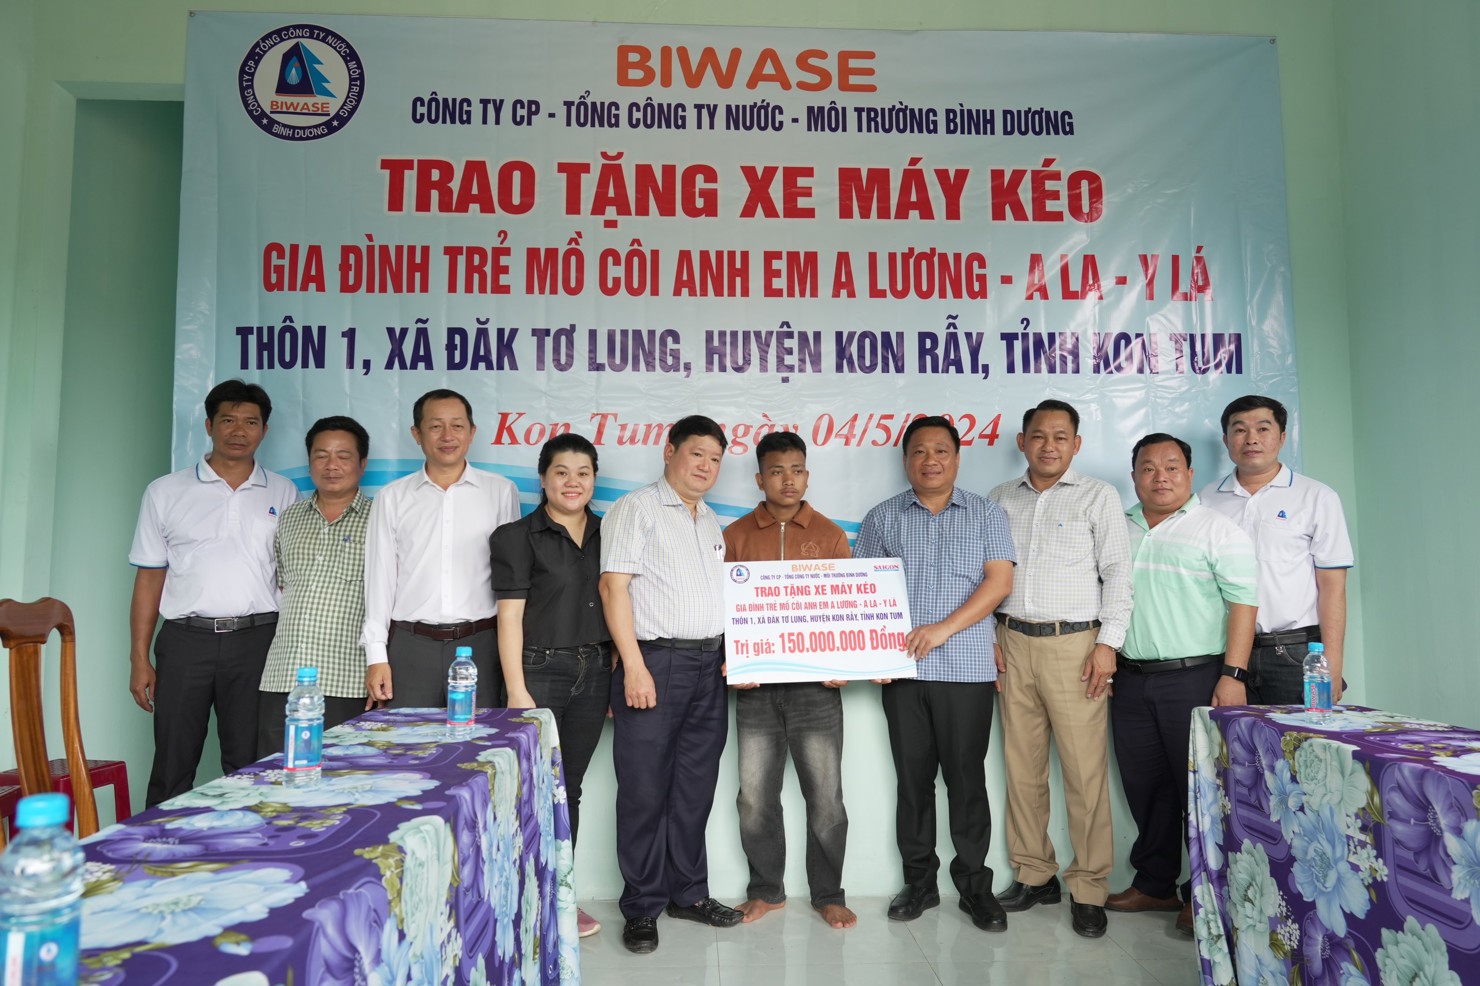 CÔNG TY CP - TỔNG CÔNG TY NƯỚC - MÔI TRƯỜNG
BIWASE
BÌNH DƯƠNG
BIWASE
CÔNG TY CP - TỔNG CÔNG TY NƯỚC - MÔI TRƯỜNG BÌNH DƯƠNG
TRAO TẶNG XE MÁY KÉO
GIA ĐÌNH TRẺ MỒ CÔI ANH EM A LƯƠNG - A LA - Y LÁ
THÔN 1, XÃ ĐĂK TƠ LUNG, HUYỆN KON RẪY, TỈNH KON TUM
Kon Tum, ngày 04/5/2024
BIWASE
SAIGON
CÔNG TY CP - TỔNG CÔNG TY NƯỚC - MÔI TRƯỜNG BÌNH DƯƠNG
TRAO TẶNG XE MÁY KÉO
GIA ĐÌNH TRẺ MỒ CÔI ANH EM A LƯƠNG - A LA - Y LÁ
THÔN 1, XÃ ĐĂK TƠ LUNG, HUYỆN KON RẪY, TỈNH KON TUM
Trị giá: 150.000.000 Đồng